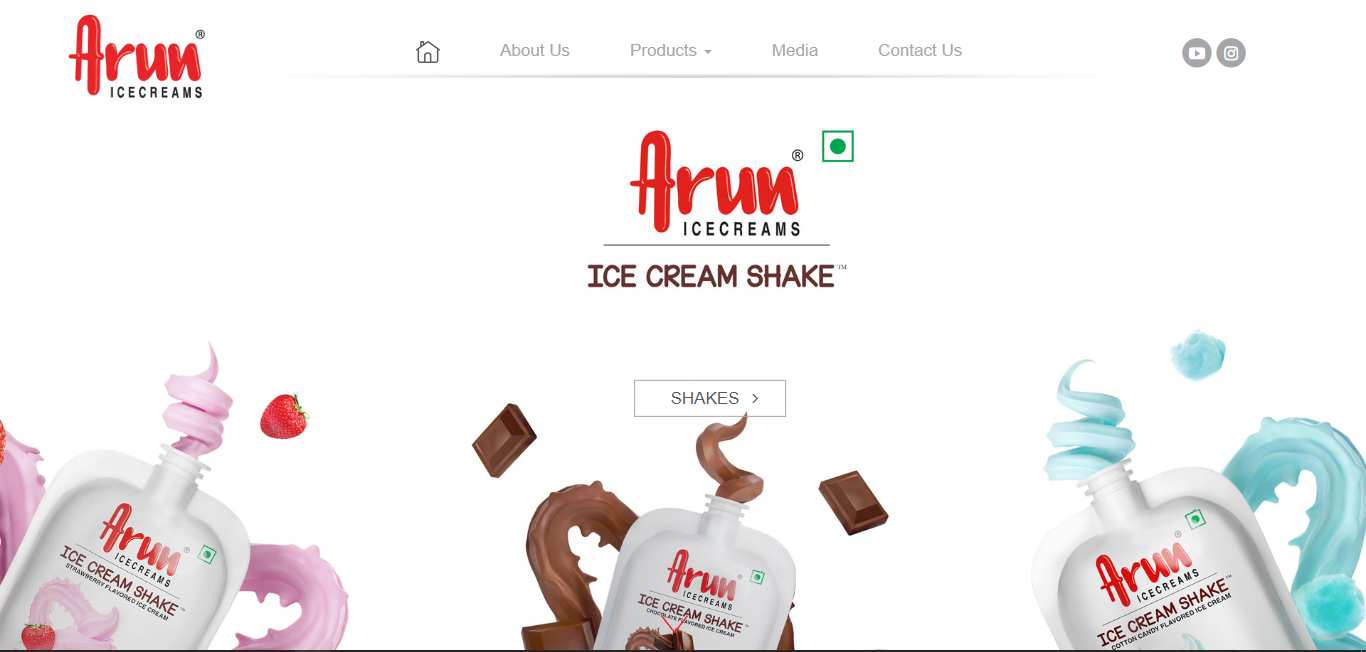 Arun®
ICECREAMS
About Us
Products
Media
Contact Us
Arun®
ICECREAMS
ICE CREAM SHAKE™
SHAKES >
Arun®
ICECREAMS
ICE CREAM SHAKE™
STRAWBERRY FLAVORED ICE CREAM
Arun®
ICECREAMS
ICE CREAM SHAKE™
CHOCOLATE FLAVORED ICE CREAM
Arun®
ICECREAMS
ICE CREAM SHAKE™
COTTON CANDY FLAVORED ICE CREAM